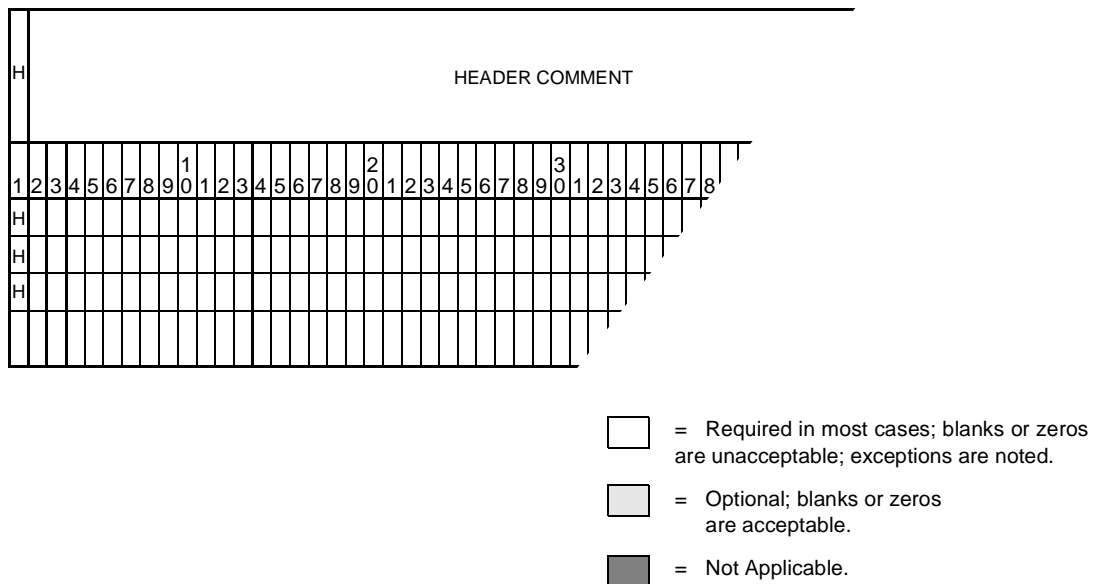 H
HEADER COMMENT
1 2 3
1 2 3 4 5 6 7 8 9 0 1 2 3 4 5 6 7 8 9 0 1 2 3 4 5 6 7 8 9 0 1 2 3 4 5 6 7 8
H
H
H
= Required in most cases; blanks or zeros
are unacceptable; exceptions are noted.
= Optional; blanks or zeros
are acceptable.
= Not Applicable.